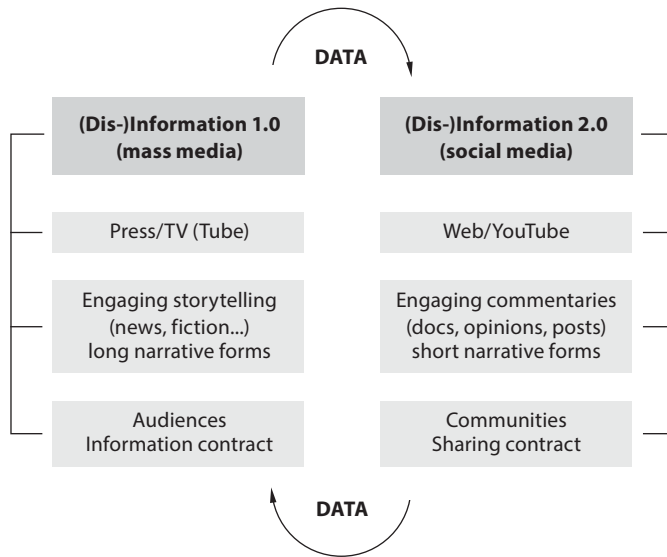 DATA
(Dis-)Information 1.0
(mass media)
(Dis-)Information 2.0
(social media)
Press/TV (Tube)
Web/YouTube
Engaging storytelling
(news, fiction...)
long narrative forms
Engaging commentaries
(docs, opinions, posts)
short narrative forms
Audiences
Information contract
Communities
Sharing contract
DATA